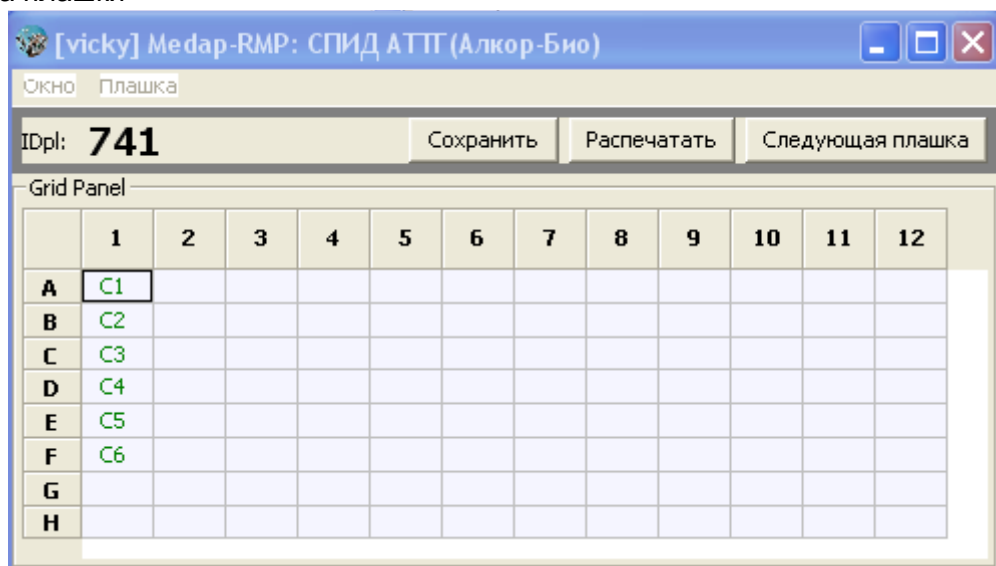 а плашки
[vicky] Medap-RMP: СПИД АТТГ (Алкор-Био)
Окно Плашка
IDpl: 741 Сохранить Распечатать Следующая плашка
Grid Panel
1 2 3 4 5 6 7 8 9 10 11 12
A C1
B C2
C C3
D C4
E C5
F C6
G
H